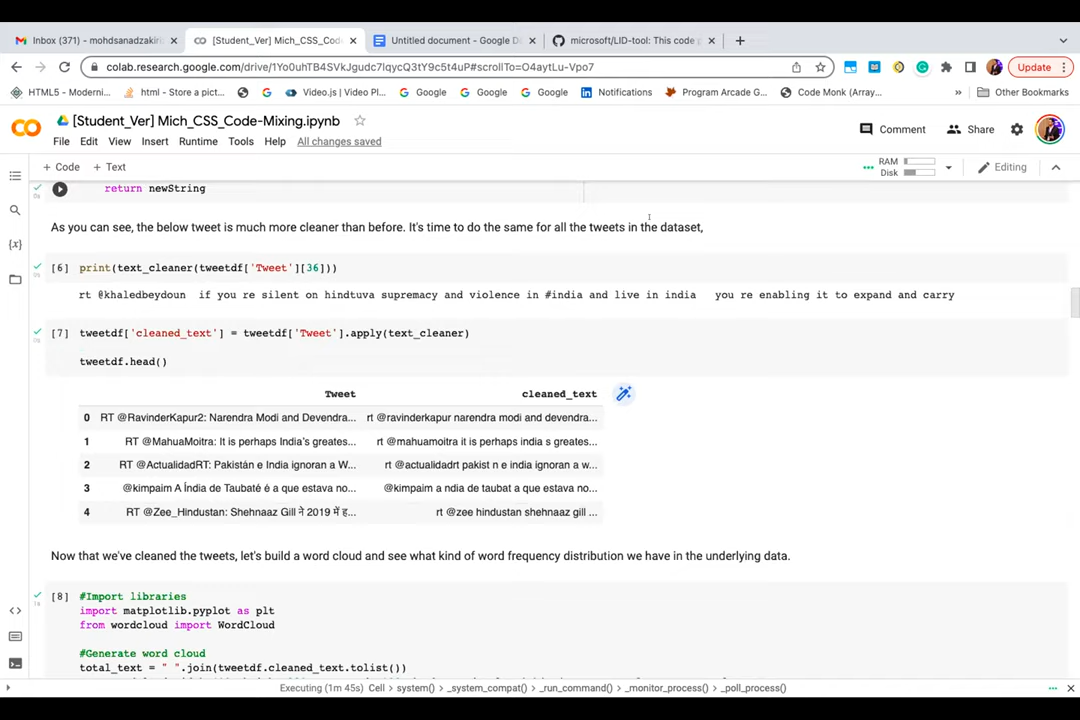 Inbox (371) - mohdsanadzakiri
[Student_Ver] Mich_CSS_Cod
Untitled document - Google D
microsoft/LID-tool: This code
colab.research.google.com/drive/1Yo0uhTB4SVkJgudc7lqycQ3tY9c5t4uP#scrollTo=O4aytLu-Vpo7
Update
HTML5 - Moderni...
html - Store a pict...
Video.js | Video Pl...
Google
Google
Google
Notifications
Program Arcade G...
Code Monk (Array...
»
Other Bookmarks
CO
[Student_Ver] Mich_CSS_Code-Mixing.ipynb
Comment
Share
File Edit View Insert Runtime Tools Help All changes saved
+ Code + Text
RAM
Disk
Editing
return newString
As you can see, the below tweet is much more cleaner than before. It's time to do the same for all the tweets in the dataset,
[6] print(text_cleaner(tweetdf['Tweet'][36]))
rt @khaledbeydoun if you re silent on hindtuva supremacy and violence in #india and live in india you re enabling it to expand and carry
[7] tweetdf['cleaned_text'] = tweetdf['Tweet'].apply(text_cleaner)
tweetdf.head()
Tweet cleaned_text
0 RT @RavinderKapur2: Narendra Modi and Devendra... rt @ravinderkapur narendra modi and devendra...
1 RT @MahuaMoitra: It is perhaps India's greates... rt @mahuamoitra it is perhaps india s greates...
2 RT @ActualidadRT: Pakistán e India ignoran a W... rt @actualidadrt pakist n e india ignoran a w...
3 @kimpaim A Índia de Taubaté é a que estava no... @kimpaim a ndia de taubat a que estava no...
4 RT @Zee_Hindustan: Shehnaaz Gill ने 2019 में ह... rt @zee hindustan shehnaaz gill ...
Now that we've cleaned the tweets, let's build a word cloud and see what kind of word frequency distribution we have in the underlying data.
[8] #Import libraries
import matplotlib.pyplot as plt
from wordcloud import WordCloud
#Generate word cloud
total_text = " ".join(tweetdf.cleaned_text.tolist())
Executing (1m 45s) Cell > system() > _system_compat() > _run_command() > _monitor_process() > _poll_process()